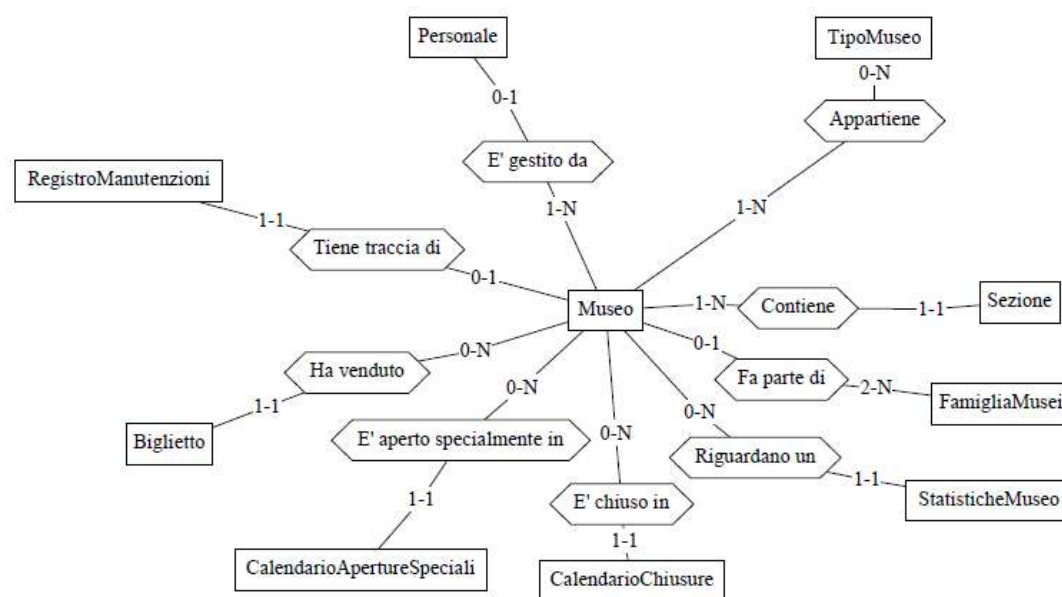 Personale
TipoMuseo
0-N
0-1
Appartiene
E' gestito da
RegistroManutenzioni
1-N
1-N
1-1
Tiene traccia di
0-1
Museo
1-N
Contiene
1-1
Sezione
0-1
Ha venduto
0-N
Fa parte di
2-N
FamigliaMusei
0-N
0-N
1-1
Biglietto
E' aperto specialmente in
0-N
Riguardano un
1-1
StatisticheMuseo
1-1
E' chiuso in
1-1
CalendarioApertureSpeciali
CalendarioChiusure